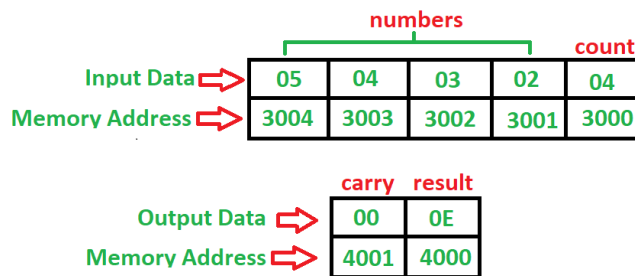 numbers
count
Input Data 05 04 03 02 04
Memory Address 3004 3003 3002 3001 3000
carry result
Output Data 00 0E
Memory Address 4001 4000